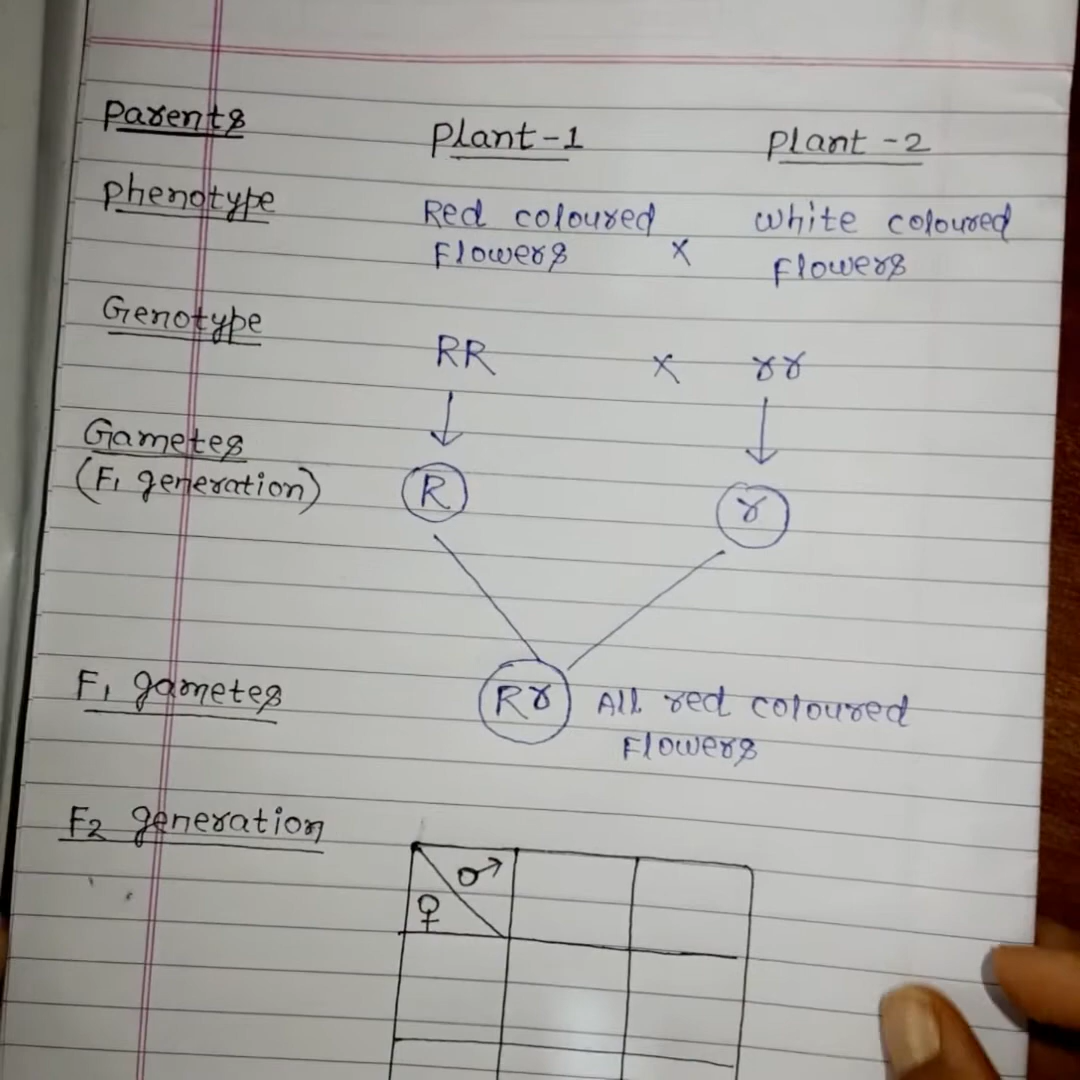 Parents Plant-1 Plant-2
Phenotype Red coloured White coloured
Flowers x Flowers
Genotype RR x rr
Gametes
(F1 generation) R r
F1 gametes Rr All red coloured
Flowers
F2 generation
♂
♀